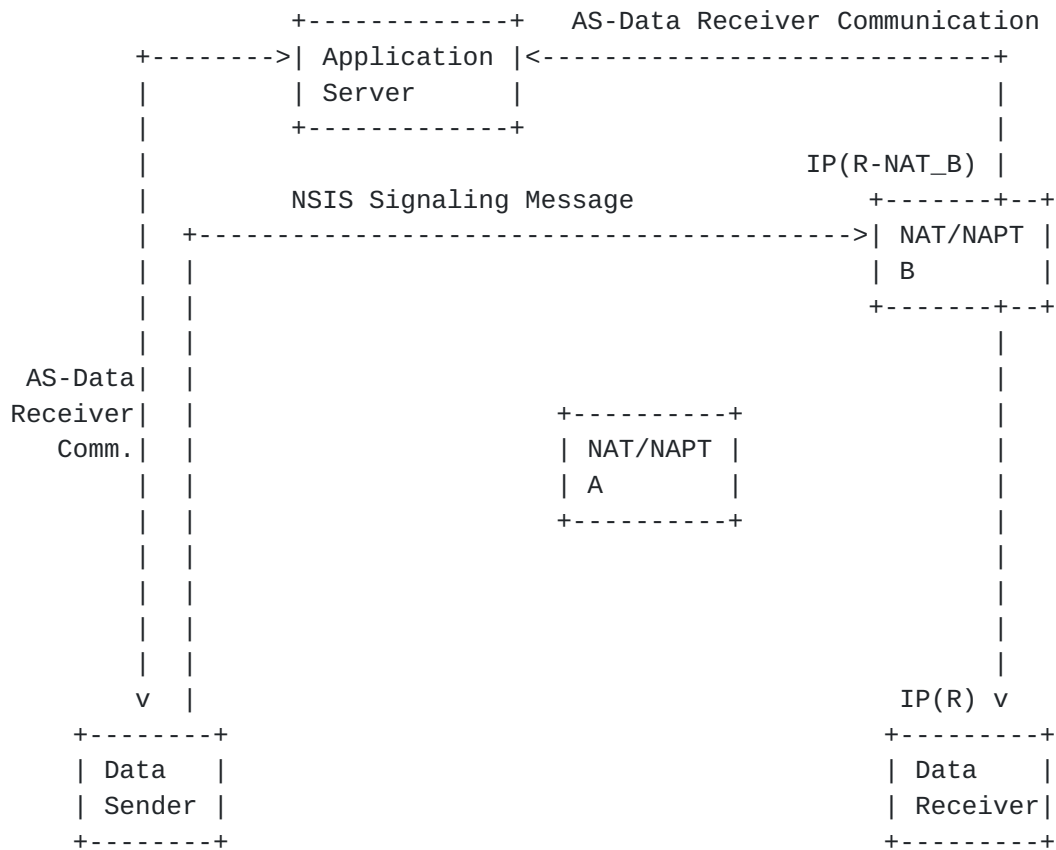 AS-Data Receiver Communication
Application
Server
IP(R-NAT_B)
NSIS Signaling Message
NAT/NAPT
B
AS-Data
Receiver
Comm.
NAT/NAPT
A
IP(R)
Data
Sender
Data
Receiver